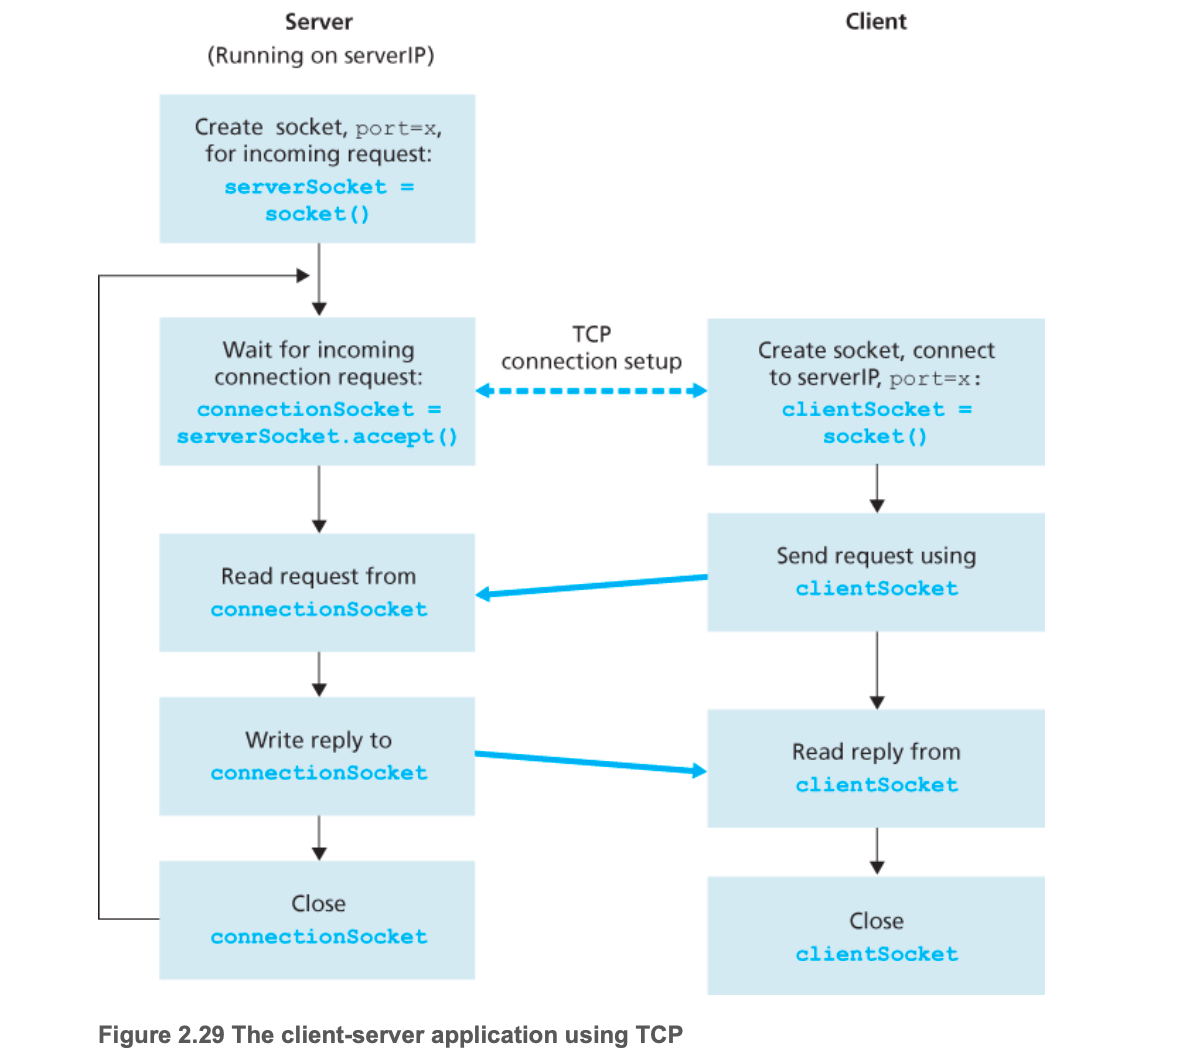 Server
(Running on serverIP)
Client
Create socket, port=x,
for incoming request:
serverSocket =
socket()
Wait for incoming
connection request:
connectionSocket =
serverSocket.accept()
TCP
connection setup
Create socket, connect
to serverIP, port=x:
clientSocket =
socket()
Read request from
connectionSocket
Send request using
clientSocket
Write reply to
connectionSocket
Read reply from
clientSocket
Close
connectionSocket
Close
clientSocket
Figure 2.29 The client-server application using TCP